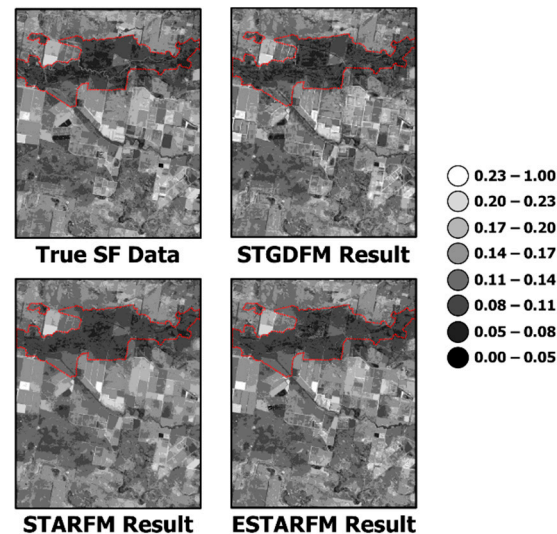 True SF Data
STGDFM Result
STARFM Result
ESTARFM Result
0.23 – 1.00
0.20 – 0.23
0.17 – 0.20
0.14 – 0.17
0.11 – 0.14
0.08 – 0.11
0.05 – 0.08
0.00 – 0.05